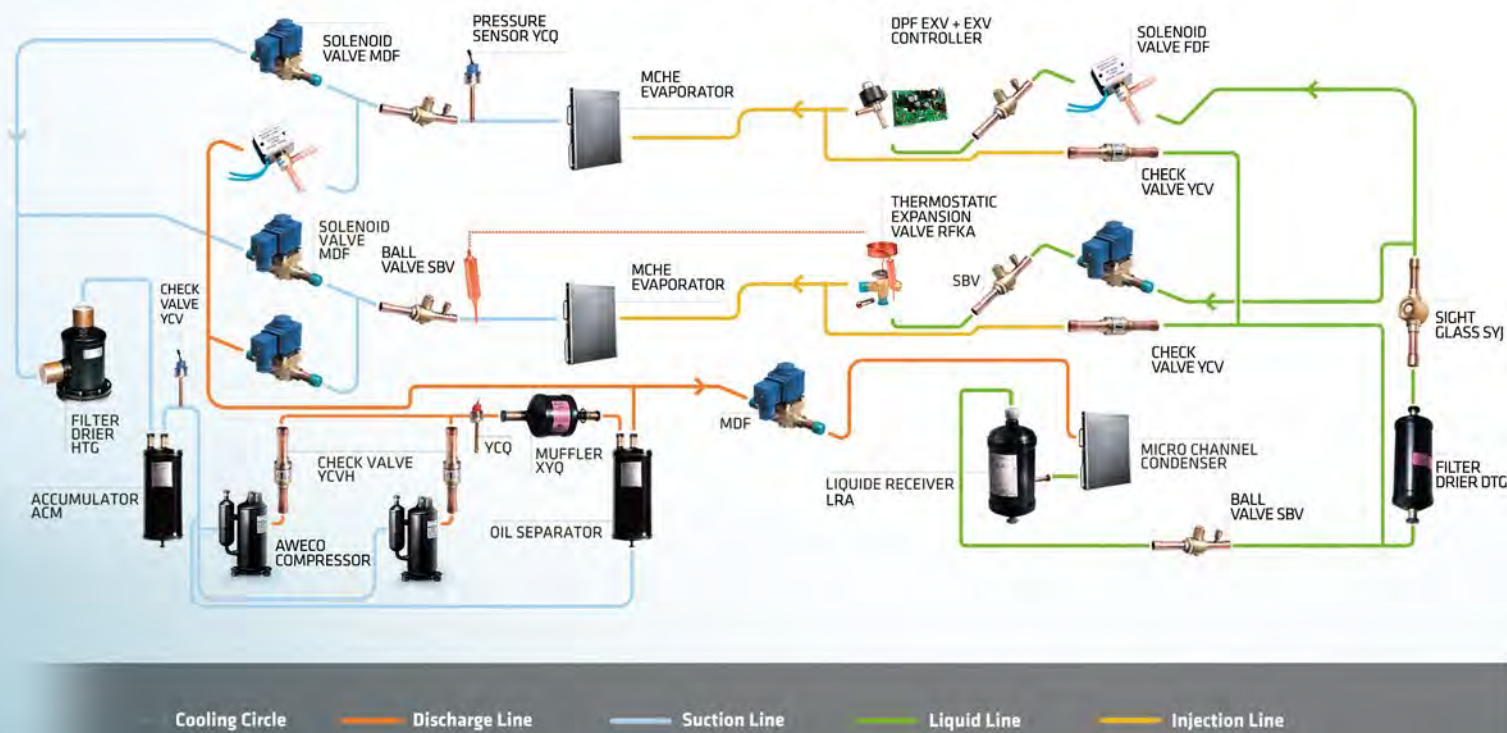 PRESSURE
SENSOR YCQ
SOLENOID
VALVE MDF
DPF EXV + EXV
CONTROLLER
SOLENOID
VALVE FDF
MCHE
EVAPORATOR
CHECK
VALVE YCV
THERMOSTATIC
EXPANSION
VALVE RFKA
SOLENOID
VALVE
MDF
BALL
VALVE SBV
MCHE
EVAPORATOR
SBV
CHECK
VALVE
YCV
SIGHT
GLASS SYJ
CHECK
VALVE YCV
FILTER
DRIER
HTG
MDF
YCQ
MUFFLER
XYQ
CHECK VALVE
YCVH
MICRO CHANNEL
CONDENSER
LIQUIDE RECEIVER
LRA
FILTER
DRIER DTG
ACCUMULATOR
ACM
BALL
VALVE SBV
OIL SEPARATOR
AWECO
COMPRESSOR
Cooling Circle
Discharge Line
Suction Line
Liquid Line
Injection Line